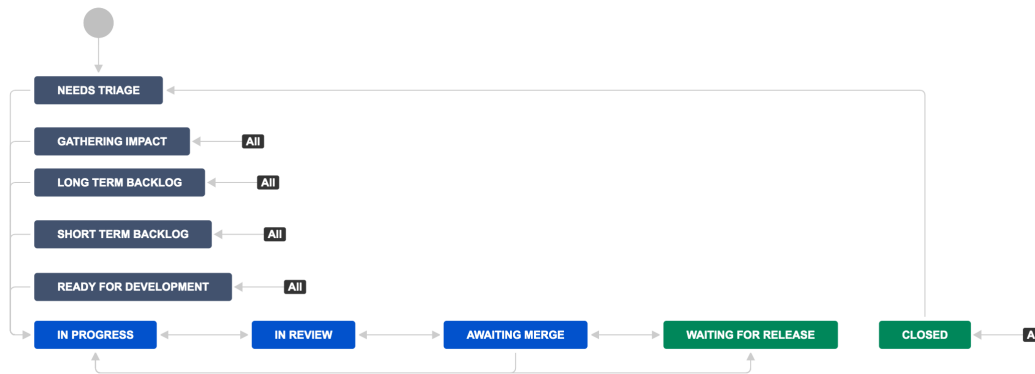 NEEDS TRIAGE
GATHERING IMPACT
All
LONG TERM BACKLOG
All
SHORT TERM BACKLOG
All
READY FOR DEVELOPMENT
All
IN PROGRESS
IN REVIEW
AWAITING MERGE
WAITING FOR RELEASE
CLOSED